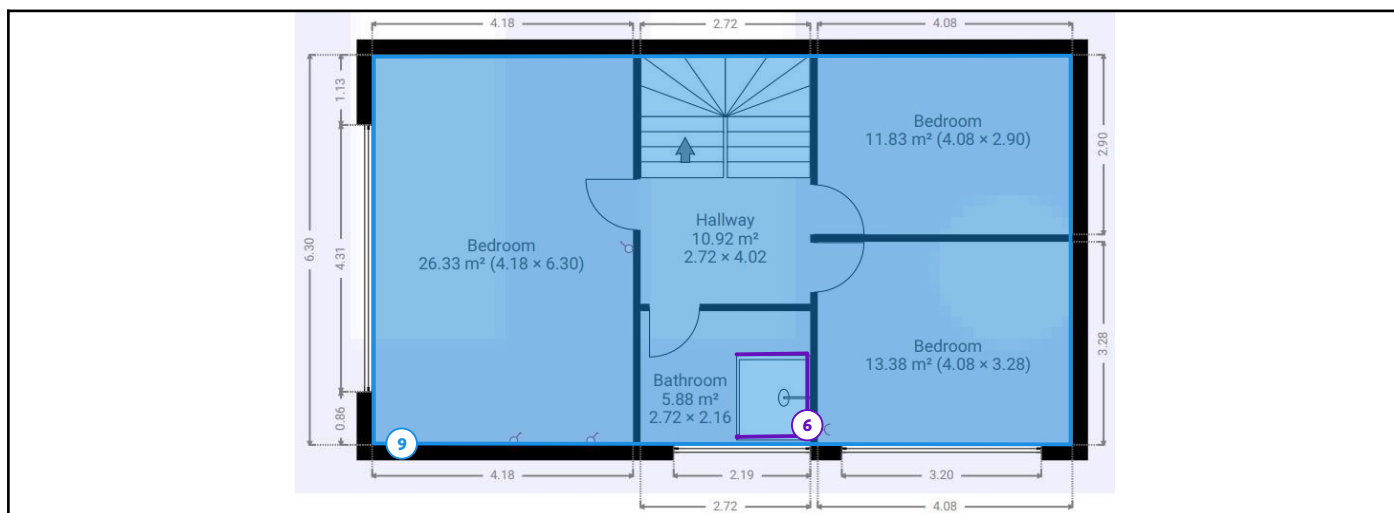 4.18
2.72
4.08
1.13
6.30
4.31
0.86
Bedroom
26.33 m² (4.18 × 6.30)
Hallway
10.92 m²
2.72 × 4.02
Bedroom
11.83 m² (4.08 × 2.90)
2.90
Bedroom
13.38 m² (4.08 × 3.28)
3.28
Bathroom
5.88 m²
2.72 × 2.16
9
6
4.18
2.19
3.20
2.72
4.08